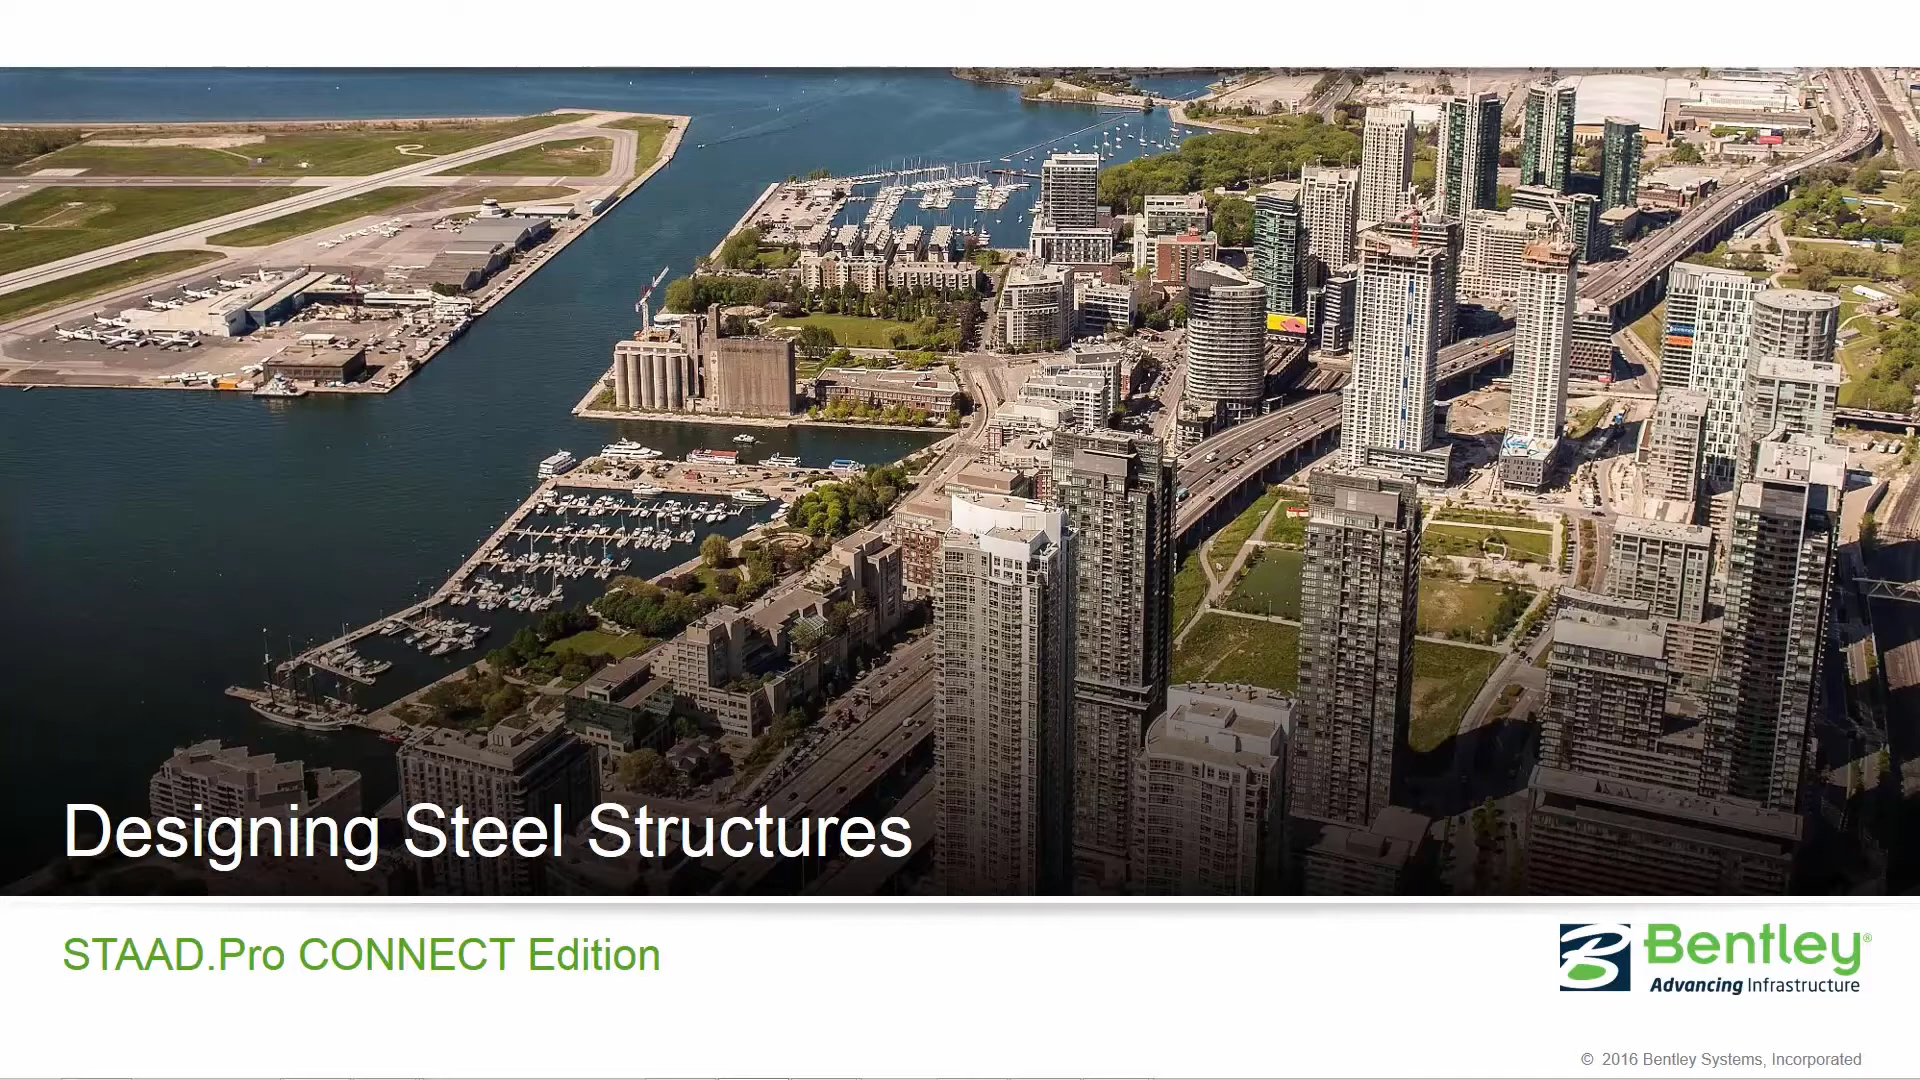 Designing Steel Structures
STAAD.Pro CONNECT Edition
Bentley®
Advancing Infrastructure
© 2016 Bentley Systems, Incorporated